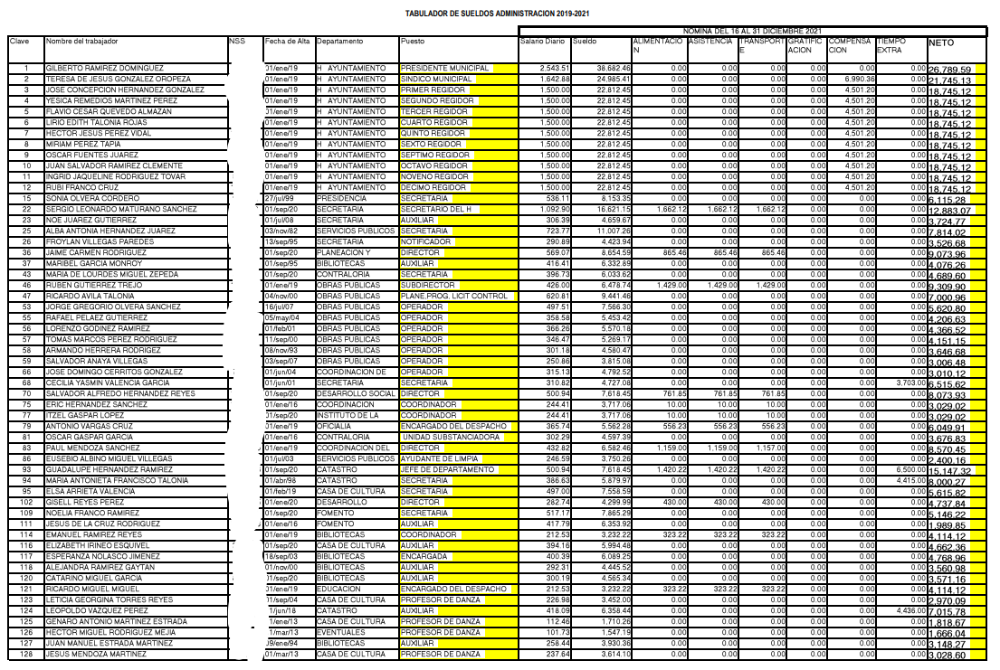 TABULADOR DE SUELDOS ADMINISTRACION 2019-2021
NOMINA DEL 16 AL 31 DICIEMBRE 2021
Clave Nombre del trabajador NSS Fecha de Alta Departamento Puesto Salario Diario Sueldo ALIMENTACIO N ASISTENCIA TRANSPORT E GRATIFIC ACION COMPENSA CION TIEMPO EXTRA NETO
1 GILBERTO RAMIREZ DOMINGUEZ 01/ene/19 H AYUNTAMIENTO PRESIDENTE MUNICIPAL 2,543.51 38,682.46 0.00 0.00 0.00 0.00 0.00 0.00 26,789.59
2 TERESA DE JESUS GONZALEZ OROPEZA 01/ene/19 H AYUNTAMIENTO SINDICO MUNICIPAL 1,642.88 24,985.41 0.00 0.00 0.00 0.00 6,990.36 0.00 21,745.13
3 JOSE CONCEPCION HERNANDEZ GONZALEZ 01/ene/19 H AYUNTAMIENTO PRIMER REGIDOR 1,500.00 22,812.45 0.00 0.00 0.00 0.00 4,501.20 0.00 18,745.12
4 YESICA REMEDIOS MARTINEZ PEREZ 01/ene/19 H AYUNTAMIENTO SEGUNDO REGIDOR 1,500.00 22,812.45 0.00 0.00 0.00 0.00 4,501.20 0.00 18,745.12
5 FLAVIO CESAR QUEVEDO ALMAZAN 01/ene/19 H AYUNTAMIENTO TERCER REGIDOR 1,500.00 22,812.45 0.00 0.00 0.00 0.00 4,501.20 0.00 18,745.12
6 LIRIO EDITH TALONIA ROJAS 01/ene/19 H AYUNTAMIENTO CUARTO REGIDOR 1,500.00 22,812.45 0.00 0.00 0.00 0.00 4,501.20 0.00 18,745.12
7 HECTOR JESUS PEREZ VIDAL 01/ene/19 H AYUNTAMIENTO QUINTO REGIDOR 1,500.00 22,812.45 0.00 0.00 0.00 0.00 4,501.20 0.00 18,745.12
8 MIRIAM PEREZ TAPIA 01/ene/19 H AYUNTAMIENTO SEXTO REGIDOR 1,500.00 22,812.45 0.00 0.00 0.00 0.00 4,501.20 0.00 18,745.12
9 OSCAR FUENTES JUAREZ 01/ene/19 H AYUNTAMIENTO SEPTIMO REGIDOR 1,500.00 22,812.45 0.00 0.00 0.00 0.00 4,501.20 0.00 18,745.12
10 JUAN SALVADOR RAMIREZ CLEMENTE 01/ene/19 H AYUNTAMIENTO OCTAVO REGIDOR 1,500.00 22,812.45 0.00 0.00 0.00 0.00 4,501.20 0.00 18,745.12
11 INGRID JAQUELINE RODRIGUEZ TOVAR 01/ene/19 H AYUNTAMIENTO NOVENO REGIDOR 1,500.00 22,812.45 0.00 0.00 0.00 0.00 4,501.20 0.00 18,745.12
12 RUBI FRANCO CRUZ 01/ene/19 H AYUNTAMIENTO DECIMO REGIDOR 1,500.00 22,812.45 0.00 0.00 0.00 0.00 4,501.20 0.00 18,745.12
15 SONIA OLVERA CORDERO 27/jul/99 PRESIDENCIA SECRETARIA 536.11 8,153.35 0.00 0.00 0.00 0.00 0.00 0.00 6,115.28
22 SERGIO LEONARDO MATURANO SANCHEZ 01/sep/20 SECRETARIA SECRETARIO DEL H 1,092.90 16,621.15 1,662.12 1,662.12 1,662.12 0.00 0.00 0.00 12,883.07
23 NOE JUAREZ GUTIERREZ 01/jul/08 SECRETARIA AUXILIAR 306.39 4,659.67 0.00 0.00 0.00 0.00 0.00 0.00 3,724.77
25 ALBA ANTONIA HERNANDEZ JUAREZ 03/nov/82 SERVICIOS PUBLICOS SECRETARIA 723.77 11,007.26 0.00 0.00 0.00 0.00 0.00 0.00 7,814.02
26 FROYLAN VILLEGAS PAREDES 13/sep/95 SECRETARIA NOTIFICADOR 290.89 4,423.94 0.00 0.00 0.00 0.00 0.00 0.00 3,526.68
36 JAIME CARMEN RODRIGUEZ 01/sep/20 PLANEACION Y DIRECTOR 569.07 8,654.59 865.46 865.46 865.46 0.00 0.00 0.00 9,073.96
37 MARIBEL GARCIA MONROY 01/sep/95 BIBLIOTECAS AUXILIAR 416.41 6,332.89 0.00 0.00 0.00 0.00 0.00 0.00 4,076.26
43 MARIA DE LOURDES MIGUEL ZEPEDA 01/sep/20 CONTRALORIA SECRETARIA 396.73 6,033.62 0.00 0.00 0.00 0.00 0.00 0.00 4,689.60
46 RUBEN GUTIERREZ TREJO 01/ene/19 OBRAS PUBLICAS SUBDIRECTOR 426.00 6,478.74 1,429.00 1,429.00 1,429.00 0.00 0.00 0.00 9,309.90
47 RICARDO AVILA TALONIA 04/nov/00 OBRAS PUBLICAS PLANE,PROG, LICIT CONTROL 620.81 9,441.46 0.00 0.00 0.00 0.00 0.00 0.00 7,000.96
53 JORGE GREGORIO OLVERA SANCHEZ 16/jul/07 OBRAS PUBLICAS OPERADOR 497.51 7,566.30 0.00 0.00 0.00 0.00 0.00 0.00 5,620.80
55 RAFAEL PELAEZ GUTIERREZ 05/may/04 OBRAS PUBLICAS OPERADOR 358.58 5,453.42 0.00 0.00 0.00 0.00 0.00 0.00 4,206.63
56 LORENZO GODINEZ RAMIREZ 01/feb/01 OBRAS PUBLICAS OPERADOR 366.26 5,570.18 0.00 0.00 0.00 0.00 0.00 0.00 4,366.52
57 TOMAS MARCOS PEREZ RODRIGUEZ 11/sep/00 OBRAS PUBLICAS OPERADOR 346.47 5,269.17 0.00 0.00 0.00 0.00 0.00 0.00 4,151.15
58 ARMANDO HERRERA RODRIGEZ 08/nov/93 OBRAS PUBLICAS OPERADOR 301.18 4,580.47 0.00 0.00 0.00 0.00 0.00 0.00 3,646.68
59 SALVADOR ANAYA VILLEGAS 03/sep/07 OBRAS PUBLICAS OPERADOR 250.86 3,815.08 0.00 0.00 0.00 0.00 0.00 0.00 3,006.48
66 JOSE DOMINGO CERRITOS GONZALEZ 01/jun/04 COORDINACION DE OPERADOR 315.13 4,792.52 0.00 0.00 0.00 0.00 0.00 0.00 3,010.12
68 CECILIA YASMIN VALENCIA GARCIA 01/jun/01 SECRETARIA SECRETARIA 310.82 4,727.08 0.00 0.00 0.00 0.00 0.00 3,703.00 6,515.62
70 SALVADOR ALFREDO HERNANDEZ REYES 01/sep/20 DESARROLLO SOCIAL DIRECTOR 500.94 7,618.45 761.85 761.85 761.85 0.00 0.00 0.00 8,073.93
75 ERIC HERNANDEZ SANCHEZ 01/ene/16 COORDINACION COORDINADOR 244.41 3,717.06 10.00 10.00 10.00 0.00 0.00 0.00 3,029.02
77 ITZEL GASPAR LOPEZ 01/sep/20 INSTITUTO DE LA COORDINADOR 244.41 3,717.06 10.00 10.00 10.00 0.00 0.00 0.00 3,029.02
79 ANTONIO VARGAS CRUZ 01/ene/19 OFICIALIA ENCARGADO DEL DESPACHO 365.74 5,562.28 556.23 556.23 556.23 0.00 0.00 0.00 6,049.91
81 OSCAR GASPAR GARCIA 01/ene/16 CONTRALORIA UNIDAD SUBSTANCIADORA 302.29 4,597.39 0.00 0.00 0.00 0.00 0.00 0.00 3,676.83
83 PAUL MENDOZA SANCHEZ 01/ene/19 COORDINACION DEL DIRECTOR 432.82 6,582.46 1,159.00 1,159.00 1,157.00 0.00 0.00 0.00 8,570.45
86 EUSEBIO ALBINO MIGUEL VILLEGAS 01/jul/03 SERVICIOS PUBLICOS AYUDANTE DE LIMPIA 246.59 3,750.26 0.00 0.00 0.00 0.00 0.00 0.00 2,400.16
93 GUADALUPE HERNANDEZ RAMIREZ 01/sep/20 CATASTRO JEFE DE DEPARTAMENTO 500.94 7,618.45 1,420.22 1,420.22 1,420.22 0.00 0.00 6,500.00 15,147.32
94 MARIA ANTONIETA FRANCISCO TALONIA 01/abr/98 CATASTRO SECRETARIA 386.63 5,879.97 0.00 0.00 0.00 0.00 0.00 4,415.00 8,000.27
95 ELSA ARRIETA VALENCIA 01/feb/19 CASA DE CULTURA SECRETARIA 497.00 7,558.59 0.00 0.00 0.00 0.00 0.00 0.00 5,615.82
102 GISELL REYES PEREZ 01/ene/20 DESARROLLO DIRECTOR 282.74 4,299.99 430.00 430.00 430.00 0.00 0.00 0.00 4,737.84
109 NOELIA FRANCO RAMIREZ 01/sep/20 FOMENTO SECRETARIA 517.17 7,865.29 0.00 0.00 0.00 0.00 0.00 0.00 5,146.22
111 JESUS DE LA CRUZ RODRIGUEZ 01/ene/16 FOMENTO AUXILIAR 417.79 6,353.92 0.00 0.00 0.00 0.00 0.00 0.00 1,989.85
114 EMANUEL RAMIREZ REYES 01/ene/19 BIBLIOTECAS COORDINADOR 212.53 3,232.22 323.22 323.22 323.22 0.00 0.00 0.00 4,114.12
116 ELIZABETH IRINEO ESQUIVEL 01/sep/20 CASA DE CULTURA AUXILIAR 394.16 5,994.48 0.00 0.00 0.00 0.00 0.00 0.00 4,662.36
117 ESPERANZA NOLASCO JIMENEZ 18/sep/03 BIBLIOTECAS ENCARGADA 400.39 6,089.25 0.00 0.00 0.00 0.00 0.00 0.00 4,768.96
118 ALEJANDRA RAMIREZ GAYTAN 01/nov/00 BIBLIOTECAS AUXILIAR 292.31 4,445.52 0.00 0.00 0.00 0.00 0.00 0.00 3,560.98
120 CATARINO MIGUEL GARCIA 01/sep/20 BIBLIOTECAS AUXILIAR 300.19 4,565.34 0.00 0.00 0.00 0.00 0.00 0.00 3,571.16
121 RICARDO MIGUEL MIGUEL 01/ene/19 EDUCACION ENCARGADO DEL DESPACHO 212.53 3,232.22 323.22 323.22 323.22 0.00 0.00 0.00 4,114.12
123 LETICIA GEORGINA TORRES REYES 01/sep/04 CASA DE CULTURA PROFESOR DE DANZA 226.98 3,452.00 0.00 0.00 0.00 0.00 0.00 0.00 2,970.09
124 LEOPOLDO VAZQUEZ PEREZ 1/jun/18 CATASTRO AUXILIAR 418.09 6,358.44 0.00 0.00 0.00 0.00 0.00 4,436.00 7,015.78
125 GENARO ANTONIO MARTINEZ ESTRADA 1/ene/13 CASA DE CULTURA PROFESOR DE DANZA 112.46 1,710.26 0.00 0.00 0.00 0.00 0.00 0.00 1,818.67
126 HECTOR MIGUEL RODRIGUEZ MEJIA 1/mar/13 EVENTUALES PROFESOR DE DANZA 101.73 1,547.19 0.00 0.00 0.00 0.00 0.00 0.00 1,666.04
127 JUAN MANUEL ESTRADA MARTINEZ 09/ene/94 BIBLIOTECAS AUXILIAR 258.44 3,930.36 0.00 0.00 0.00 0.00 0.00 0.00 3,148.27
128 JESUS MENDOZA MARTINEZ 01/mar/13 CASA DE CULTURA PROFESOR DE DANZA 237.64 3,614.10 0.00 0.00 0.00 0.00 0.00 0.00 3,028.60